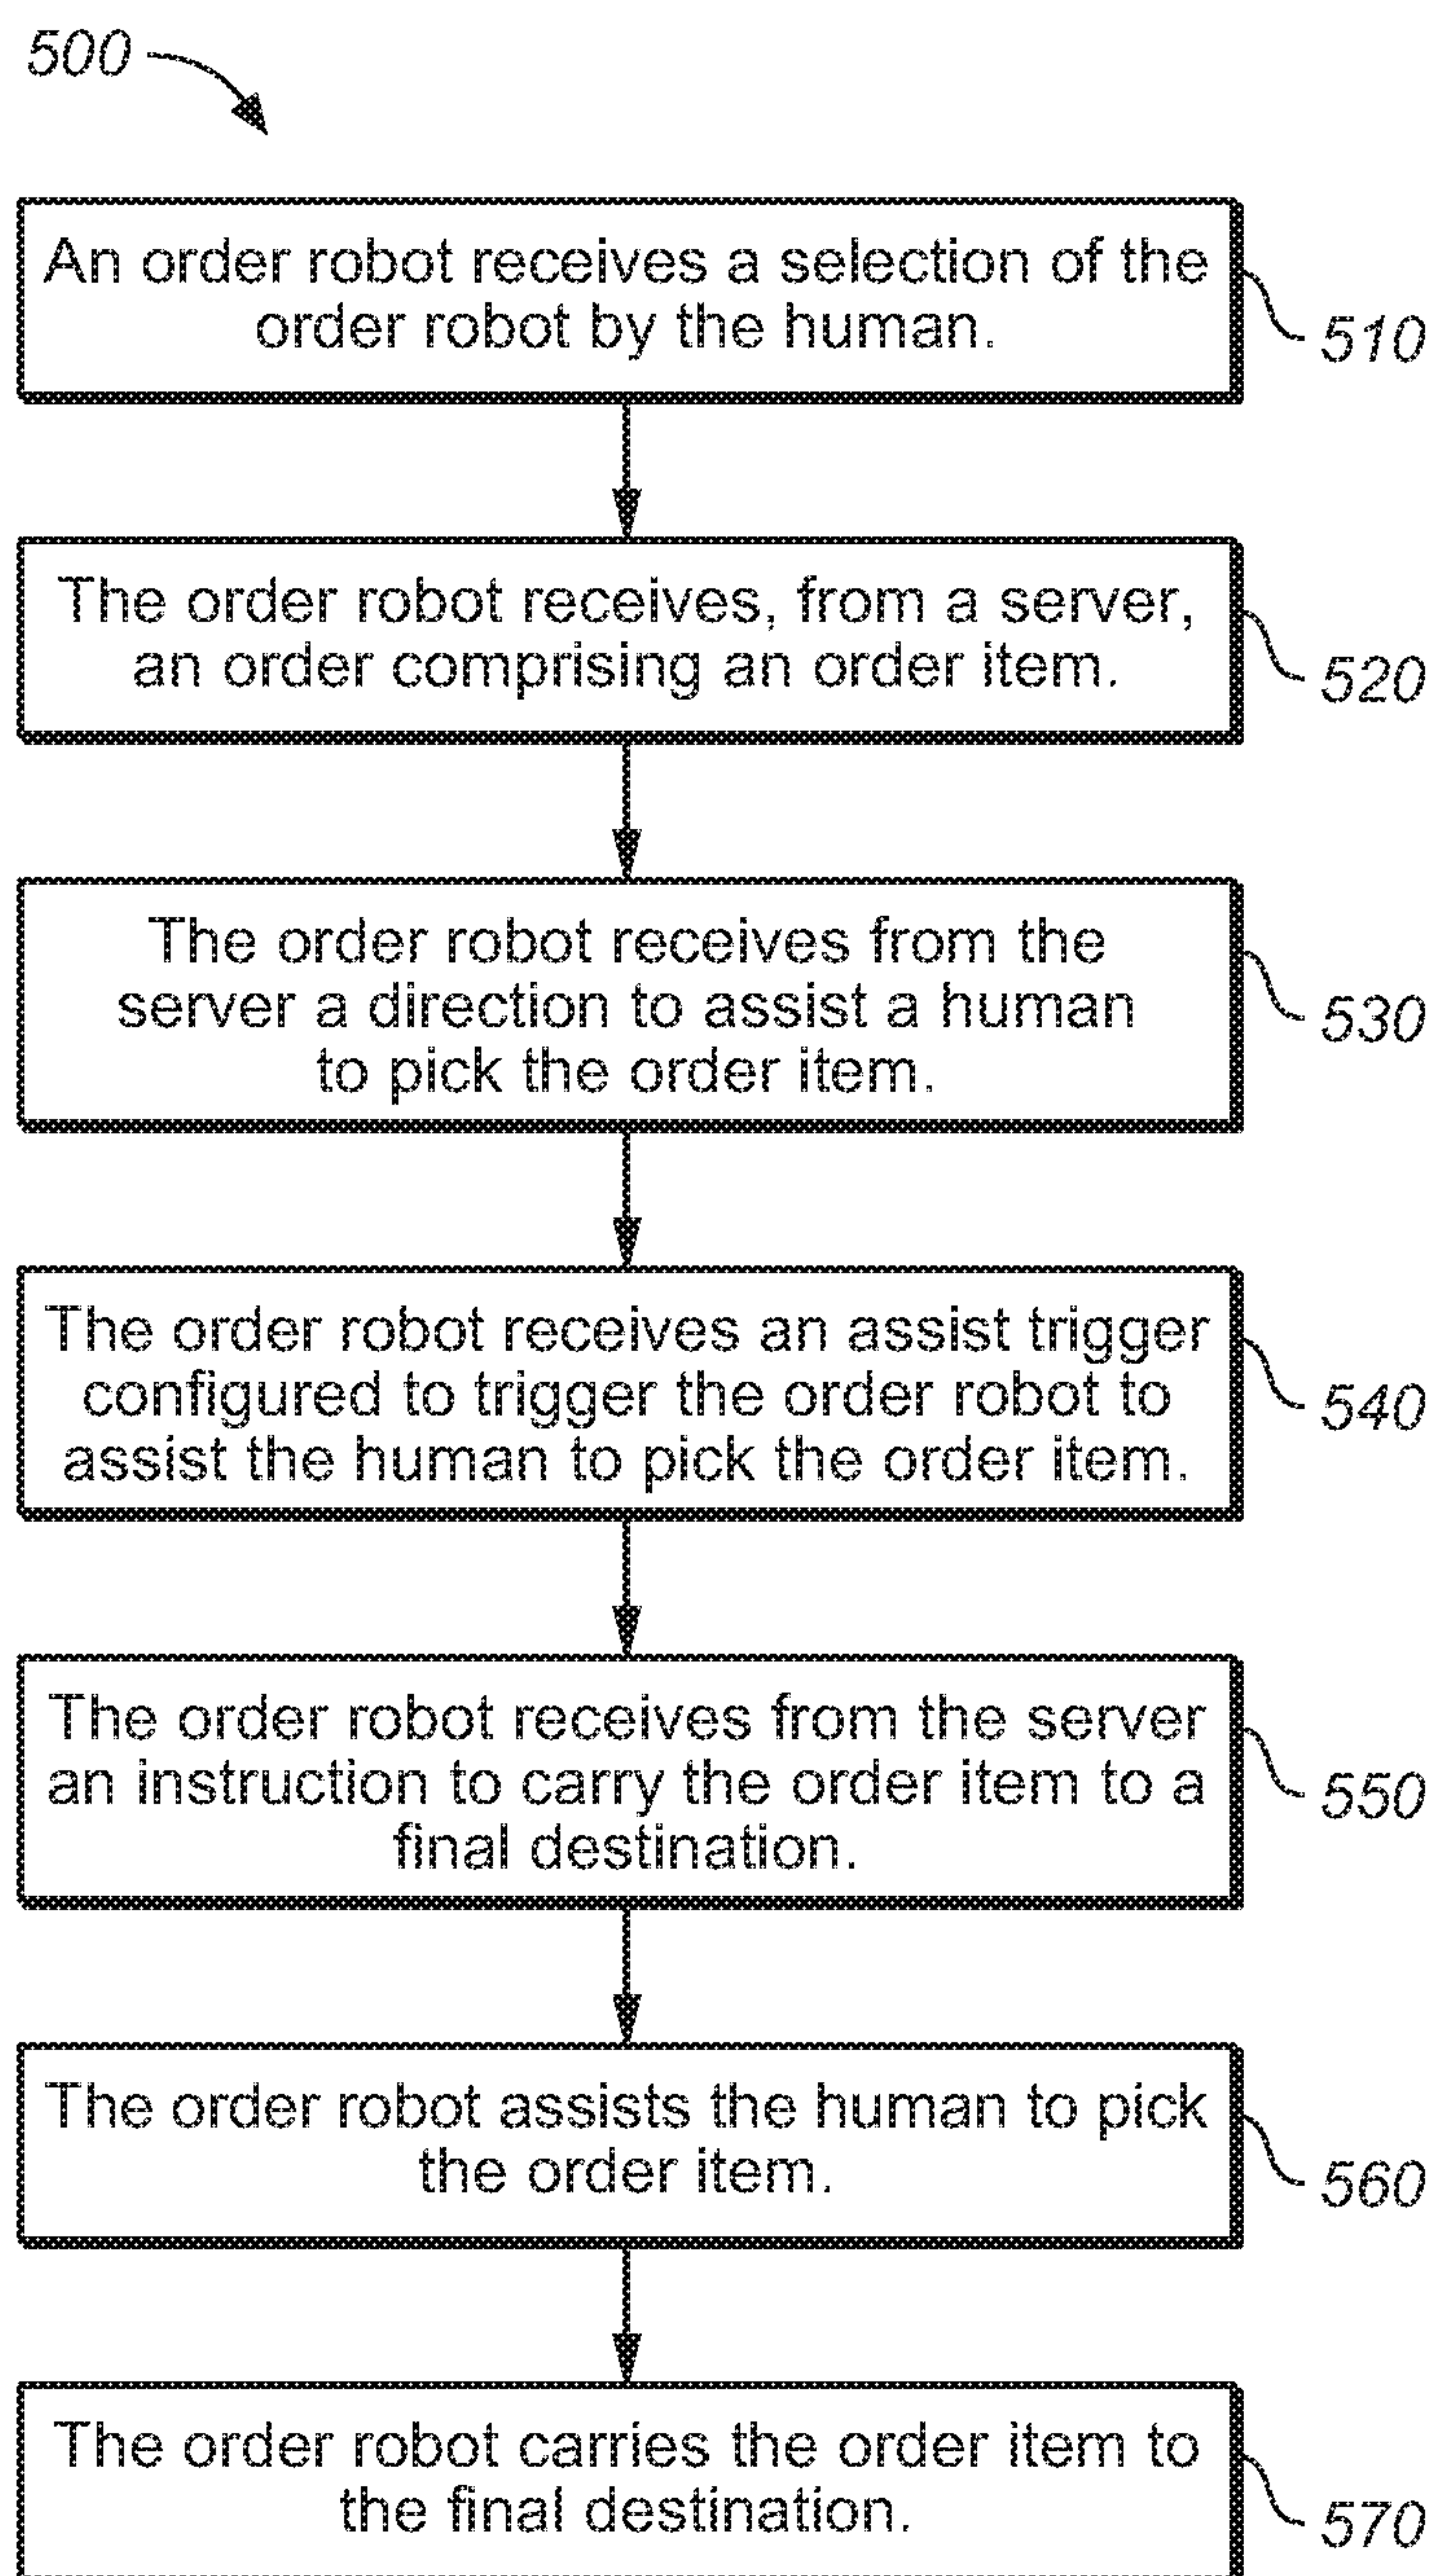 500
An order robot receives a selection of the
order robot by the human.
510
The order robot receives, from a server,
an order comprising an order item.
520
The order robot receives from the
server a direction to assist a human
to pick the order item.
530
The order robot receives an assist trigger
configured to trigger the order robot to
assist the human to pick the order item.
540
The order robot receives from the server
an instruction to carry the order item to a
final destination.
550
The order robot assists the human to pick
the order item.
560
The order robot carries the order item to
the final destination.
570